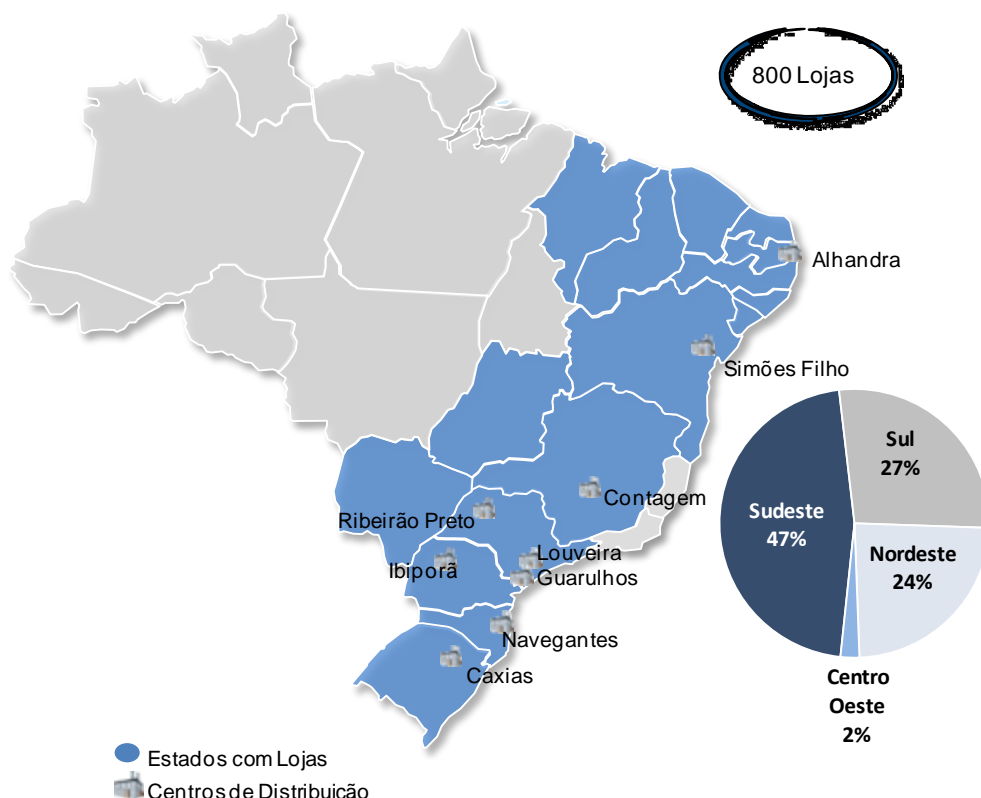 800 Lojas
Alhandra
Simões Filho
Sul
27%
Contagem
Sudeste
47%
Ribeirão Preto
Louveira
Nordeste
24%
Ibiporã
Guarulhos
Navegantes
Caxias
Centro
Oeste
2%
Estados com Lojas
Centros de Distribuição